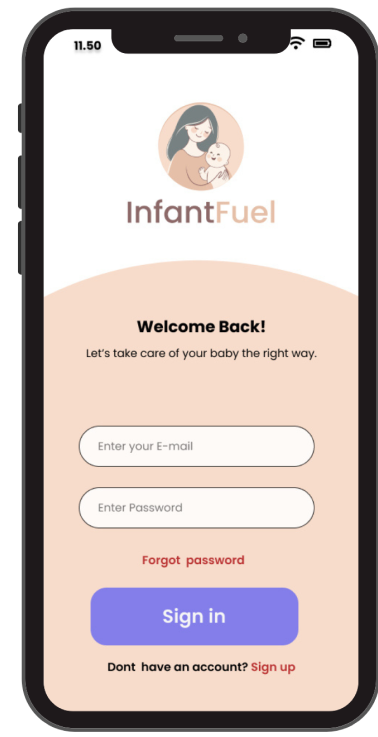 11.50
InfantFuel
Welcome Back!
Let's take care of your baby the right way.
Enter your E-mail
Enter Password
Forgot password
Sign in
Dont have an account? Sign up